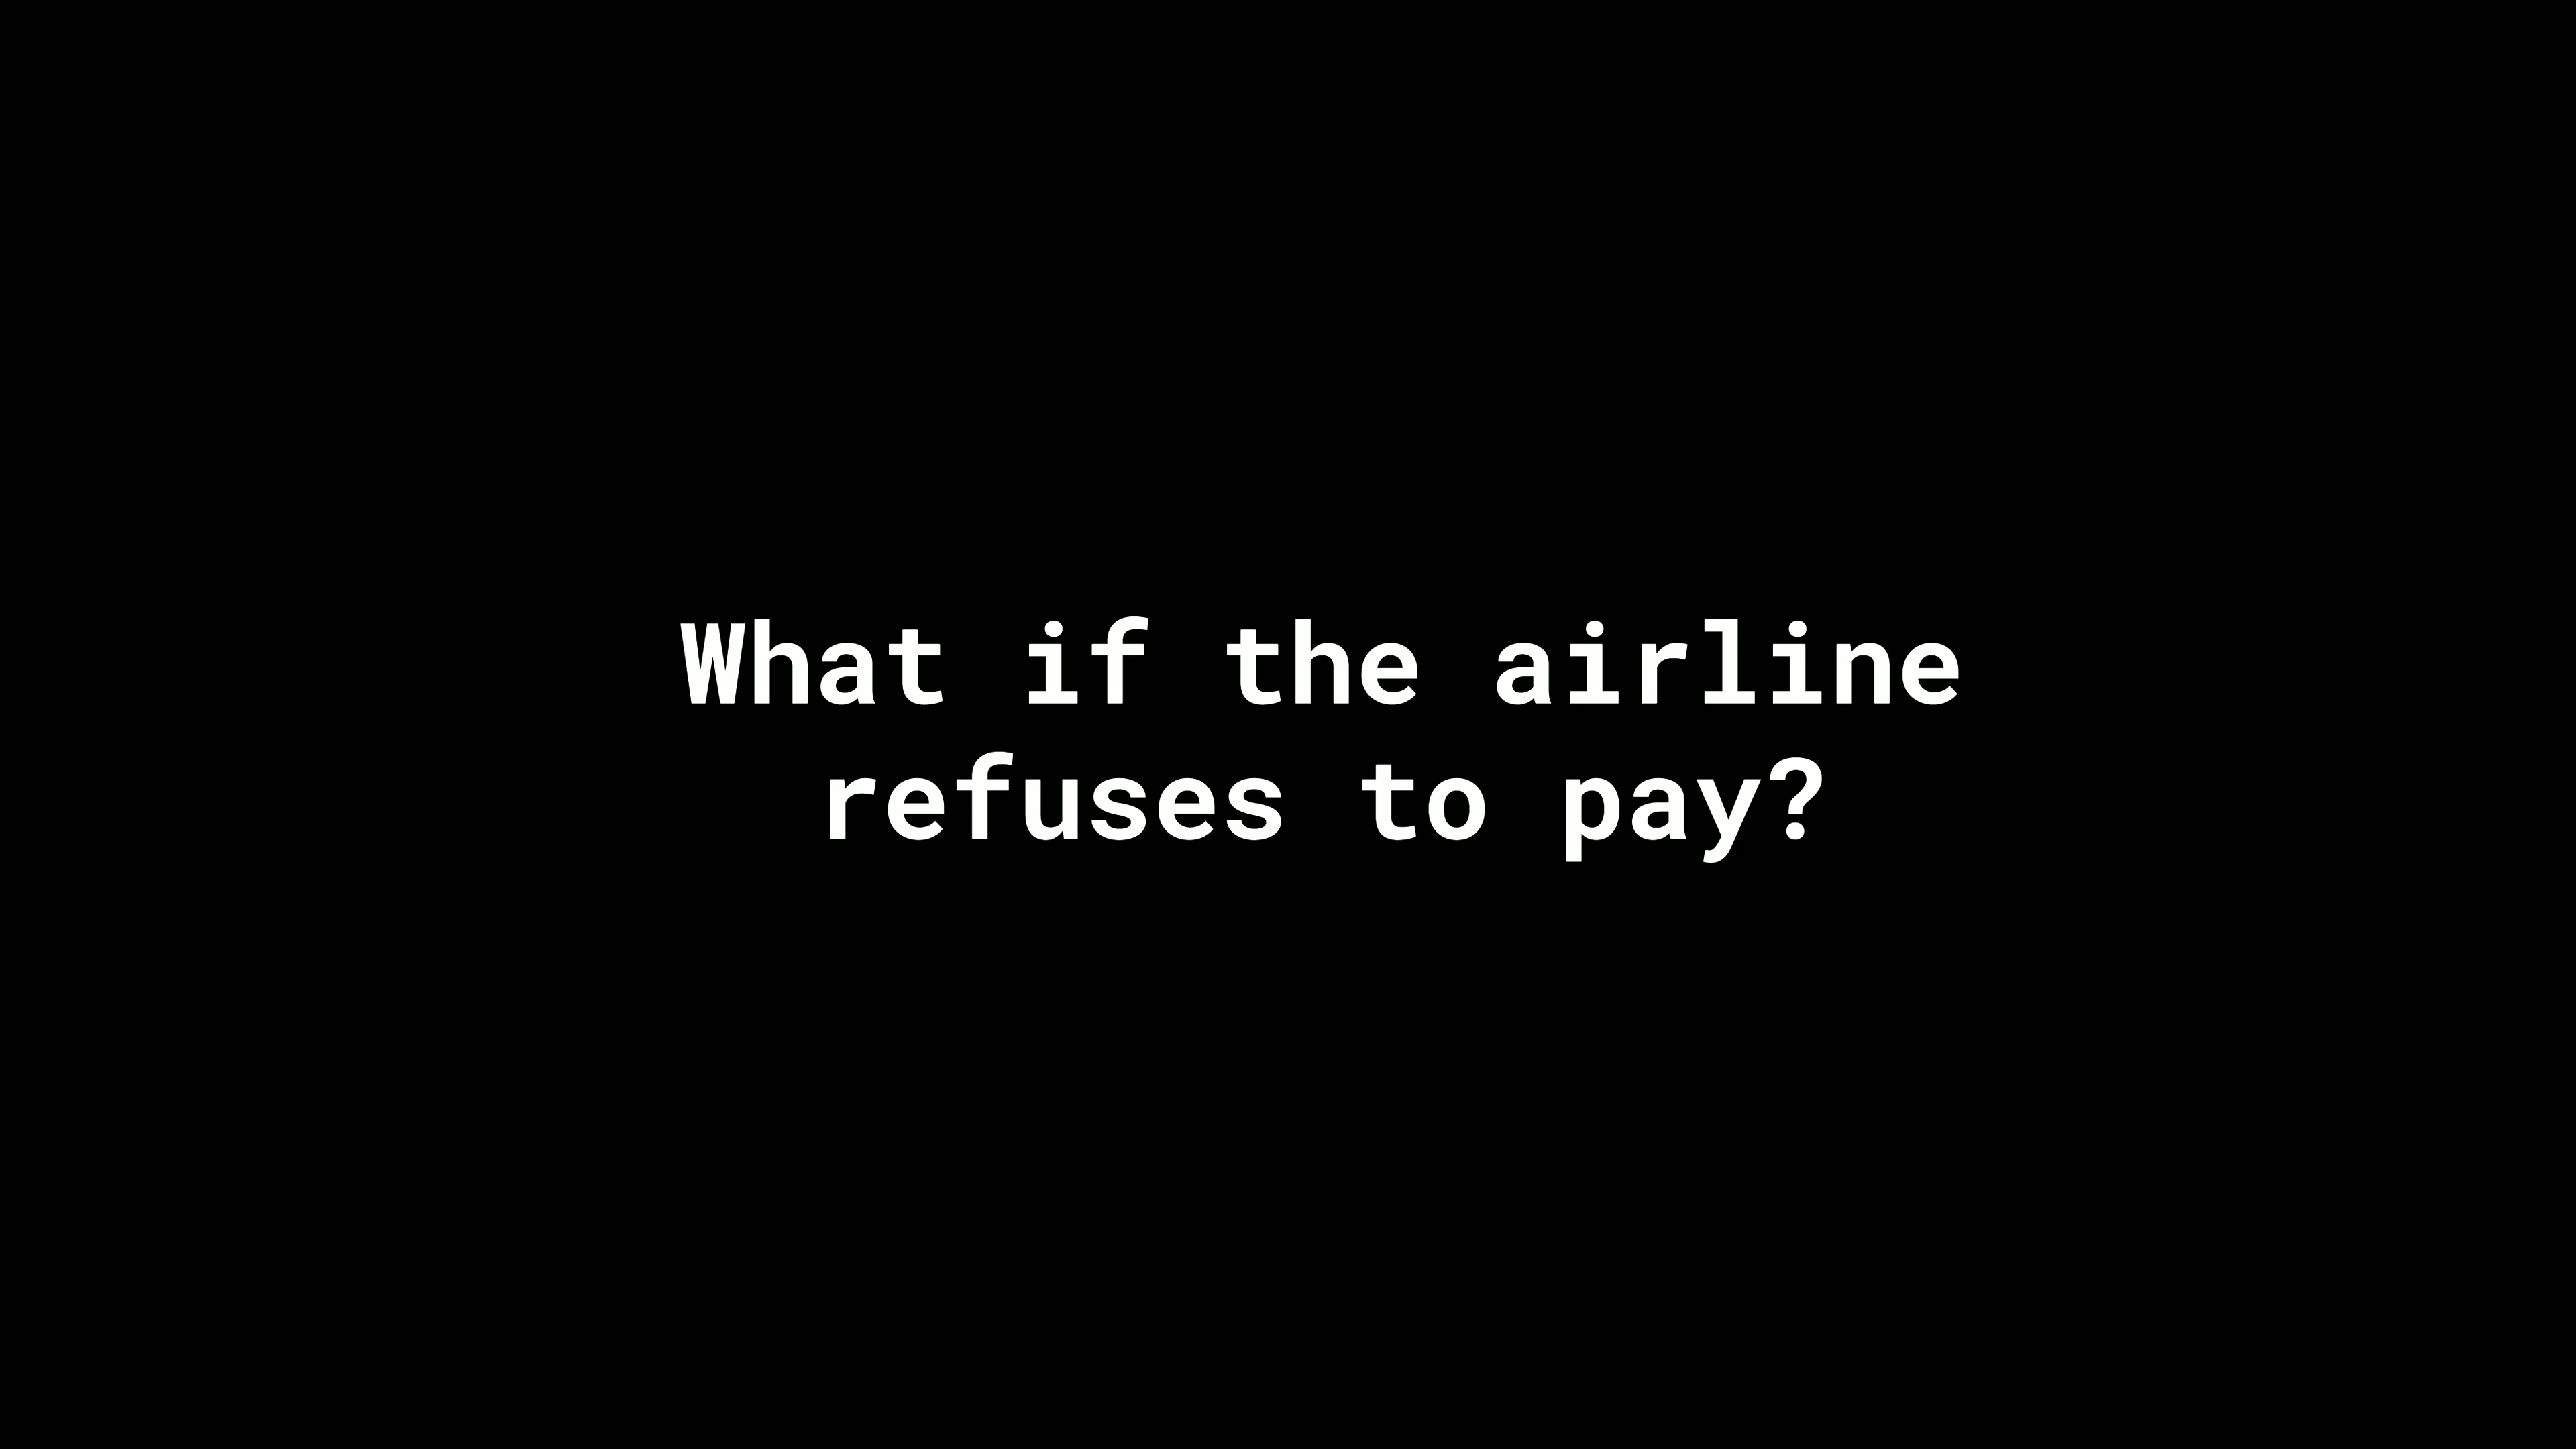 What if the airline
refuses to pay?